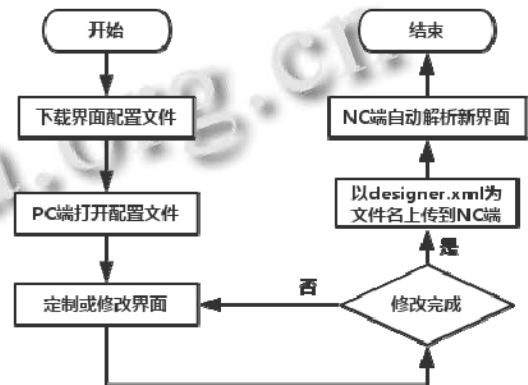 开始
下载界面配置文件
PC端打开配置文件
定制或修改界面
修改完成
否
是
以designer.xml为
文件名上传到NC端
NC端自动解析新界面
结束
.org.cn